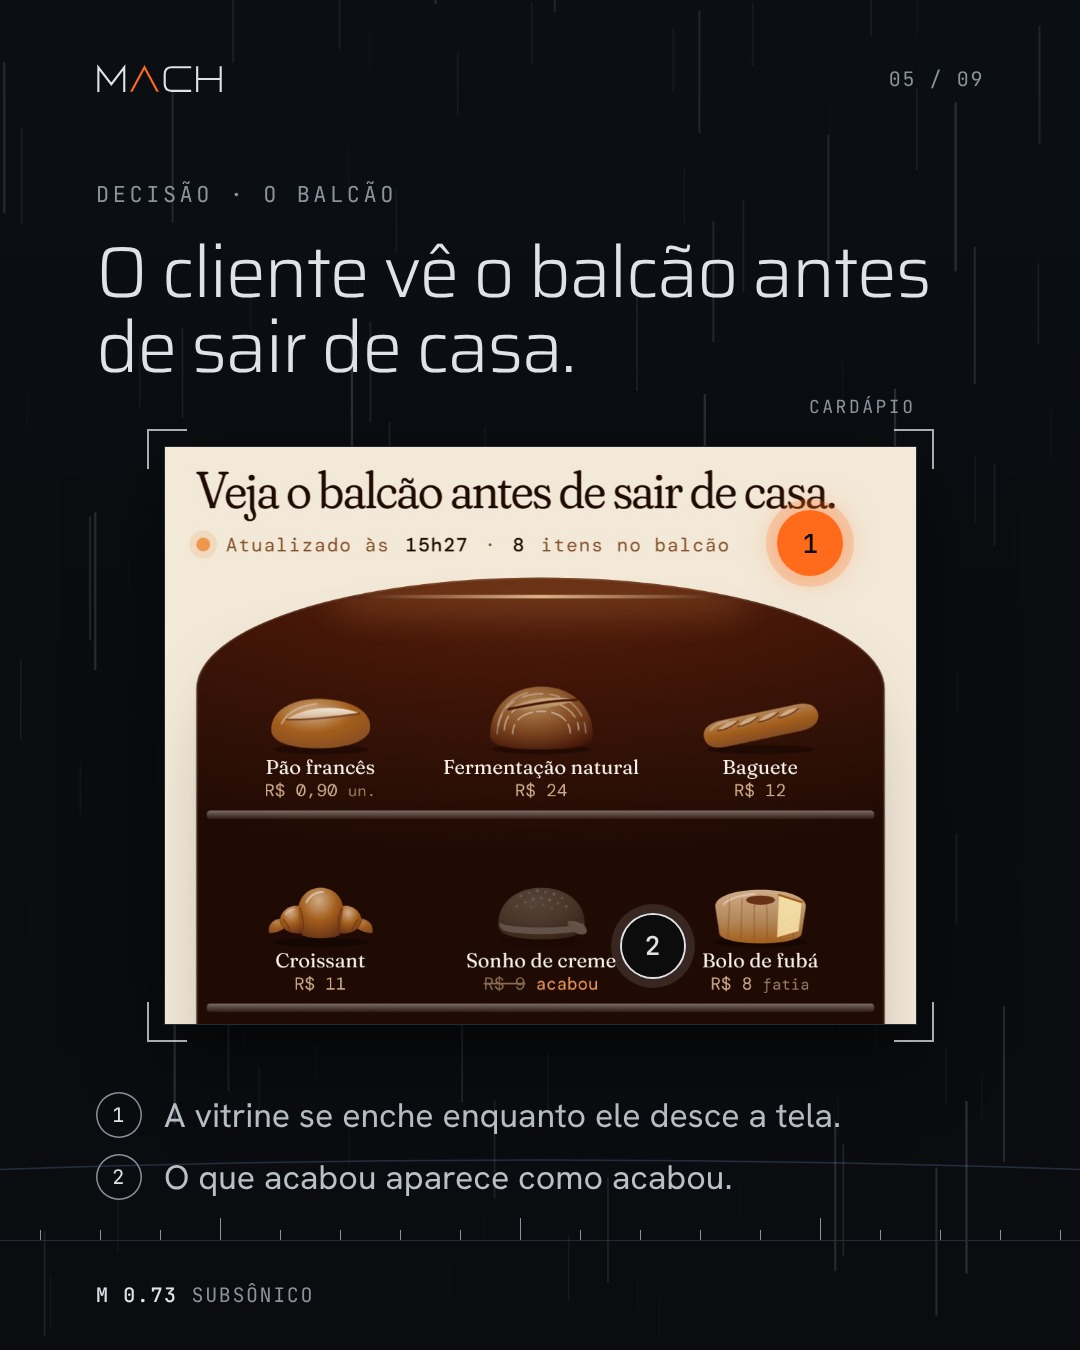 MACH
05 / 09
DECISÃO · O BALCÃO
O cliente vê o balcão antes
de sair de casa.
CARDÁPIO
Veja o balcão antes de sair de casa.
Atualizado às 15h27 · 8 itens no balcão
1
Pão francês
R$ 0,90 un.
Fermentação natural
R$ 24
Baguete
R$ 12
Croissant
R$ 11
Sonho de creme
R$ 9 acabou
2
Bolo de fubá
R$ 8 fatia
1 A vitrine se enche enquanto ele desce a tela.
2 O que acabou aparece como acabou.
M 0.73 SUBSÔNICO